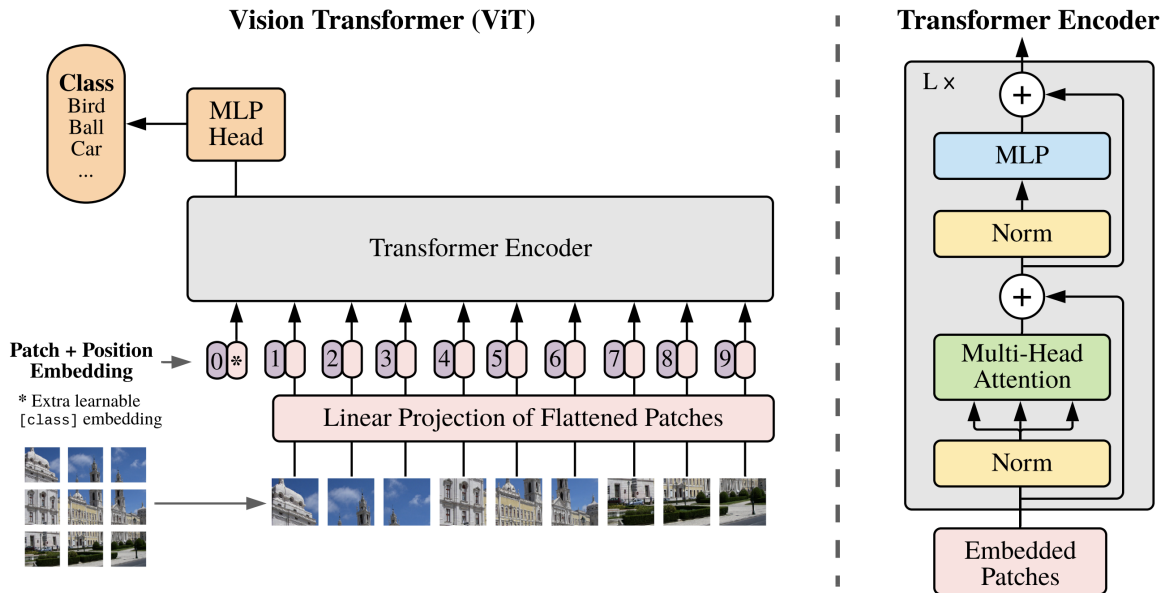 Vision Transformer (ViT)
Class
Bird
Ball
Car
...
MLP
Head
Transformer Encoder
Patch + Position
Embedding
0 * 1 2 3 4 5 6 7 8 9
* Extra learnable
[class] embedding
Linear Projection of Flattened Patches
Transformer Encoder
L ×
+
MLP
Norm
+
Multi-Head
Attention
Norm
Embedded
Patches